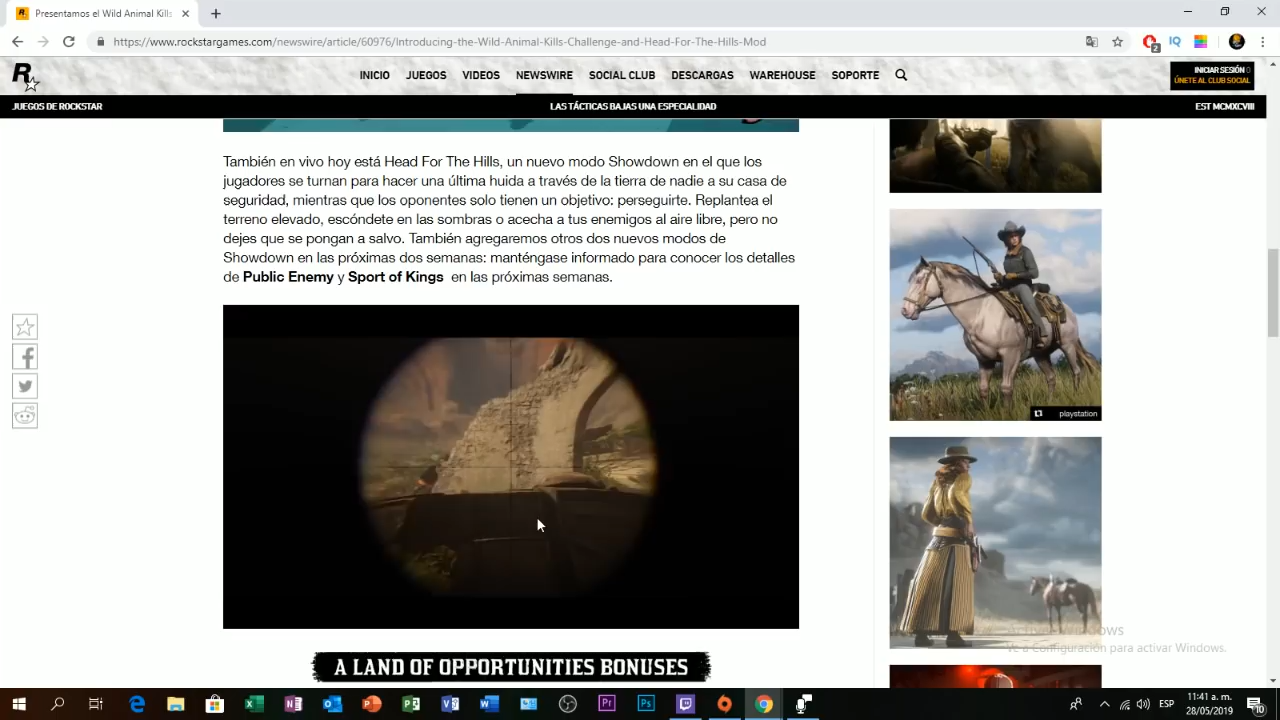 Presentamos el Wild Animal Kills
https://www.rockstargames.com/newswire/article/60976/Introducing-the-Wild-Animal-Kills-Challenge-and-Head-For-The-Hills-Mod
2
IQ
R
INICIO JUEGOS VIDEOS NEWSWIRE SOCIAL CLUB DESCARGAS WAREHOUSE SOPORTE
INICIAR SESIÓN
ÚNETE AL CLUB SOCIAL
JUEGOS DE ROCKSTAR LAS TÁCTICAS BAJAS UNA ESPECIALIDAD EST MCMXCVIII
También en vivo hoy está Head For The Hills, un nuevo modo Showdown en el que los
jugadores se turnan para hacer una última huida a través de la tierra de nadie a su casa de
seguridad, mientras que los oponentes solo tienen un objetivo: perseguirte. Replantea el
terreno elevado, escóndete en las sombras o acecha a tus enemigos al aire libre, pero no
dejes que se pongan a salvo. También agregaremos otros dos nuevos modos de
Showdown en las próximas dos semanas: manténgase informado para conocer los detalles
de Public Enemy y Sport of Kings en las próximas semanas.
playstation
A LAND OF OPPORTUNITIES BONUSES
Ve a Configuración para activar Windows.
Pr
Ps
ESP
11:41 a. m.
28/05/2019
10